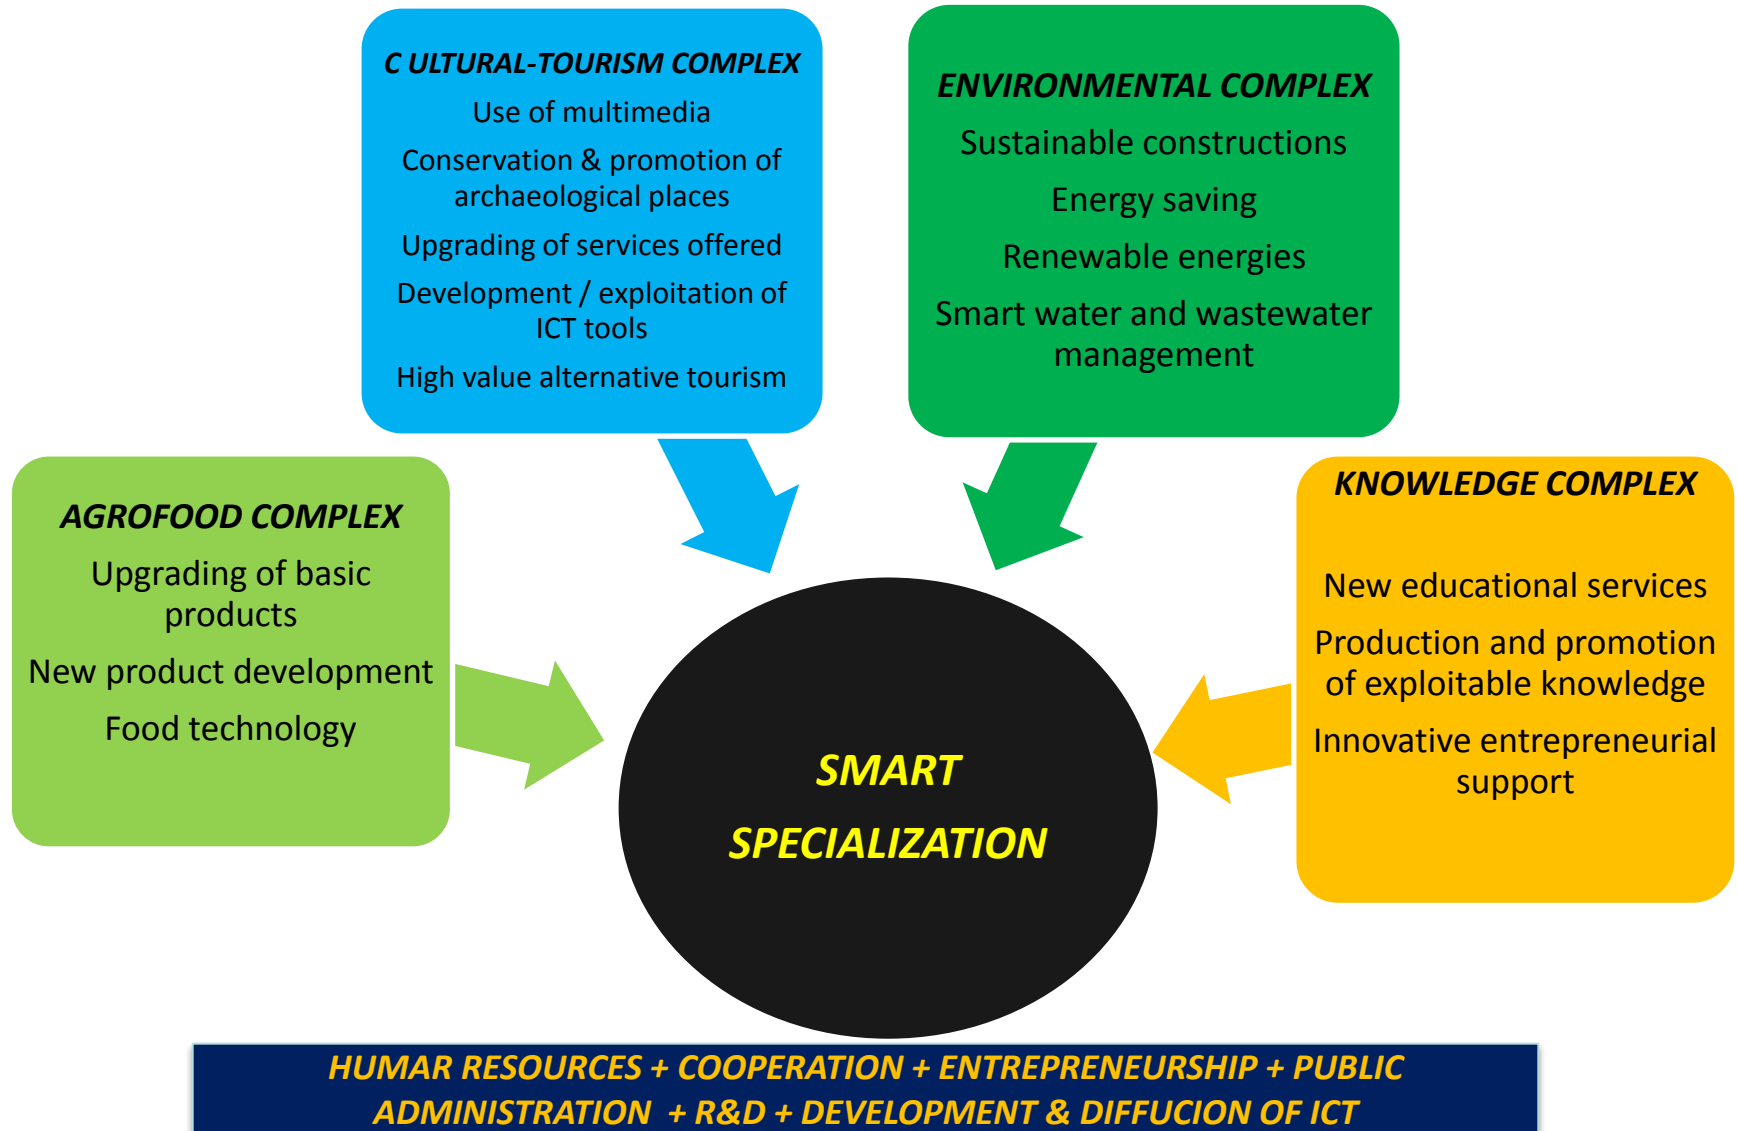 C ULTURAL-TOURISM COMPLEX
Use of multimedia
Conservation & promotion of
archaeological places
Upgrading of services offered
Development / exploitation of
ICT tools
High value alternative tourism
ENVIRONMENTAL COMPLEX
Sustainable constructions
Energy saving
Renewable energies
Smart water and wastewater
management
AGROFOOD COMPLEX
Upgrading of basic
products
New product development
Food technology
KNOWLEDGE COMPLEX
New educational services
Production and promotion
of exploitable knowledge
Innovative entrepreneurial
support
SMART
SPECIALIZATION
HUMAR RESOURCES + COOPERATION + ENTREPRENEURSHIP + PUBLIC
ADMINISTRATION + R&D + DEVELOPMENT & DIFFUCION OF ICT